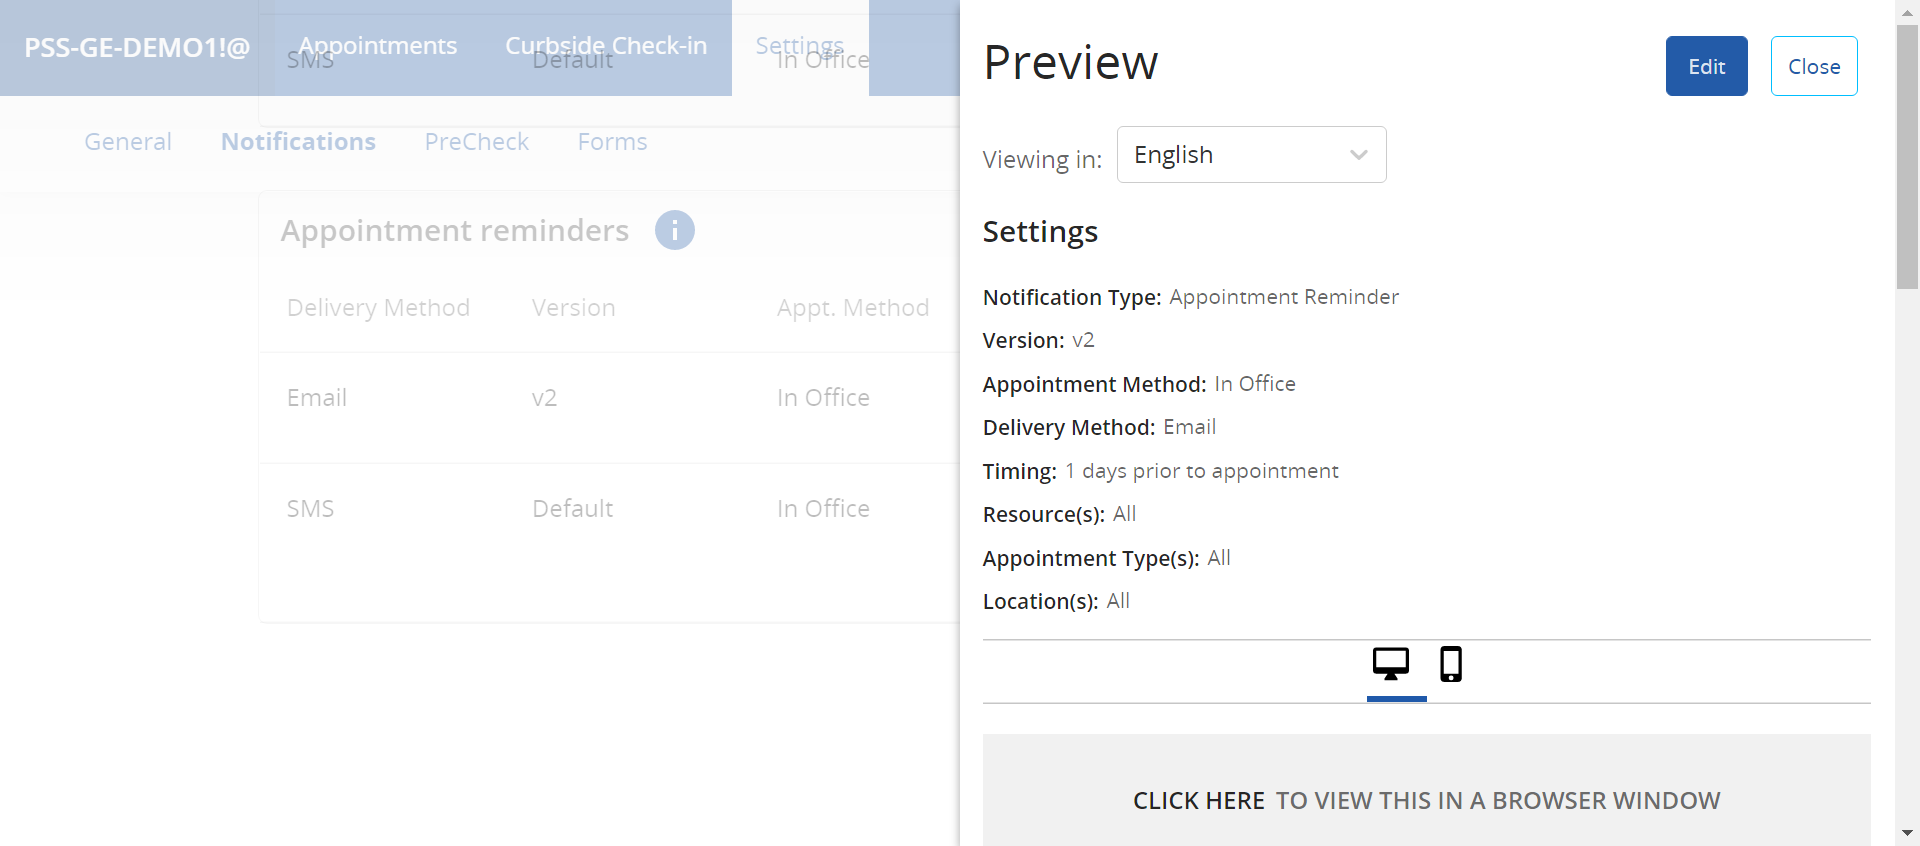 PSS-GE-DEMO1!@ Appointments Curbside Check-in Settings
SMS Default In Office
General Notifications PreCheck Forms
Appointment reminders i
Delivery Method Version Appt. Method
Email v2 In Office
SMS Default In Office
Preview
Edit Close
Viewing in: English
Settings
Notification Type: Appointment Reminder
Version: v2
Appointment Method: In Office
Delivery Method: Email
Timing: 1 days prior to appointment
Resource(s): All
Appointment Type(s): All
Location(s): All
CLICK HERE TO VIEW THIS IN A BROWSER WINDOW